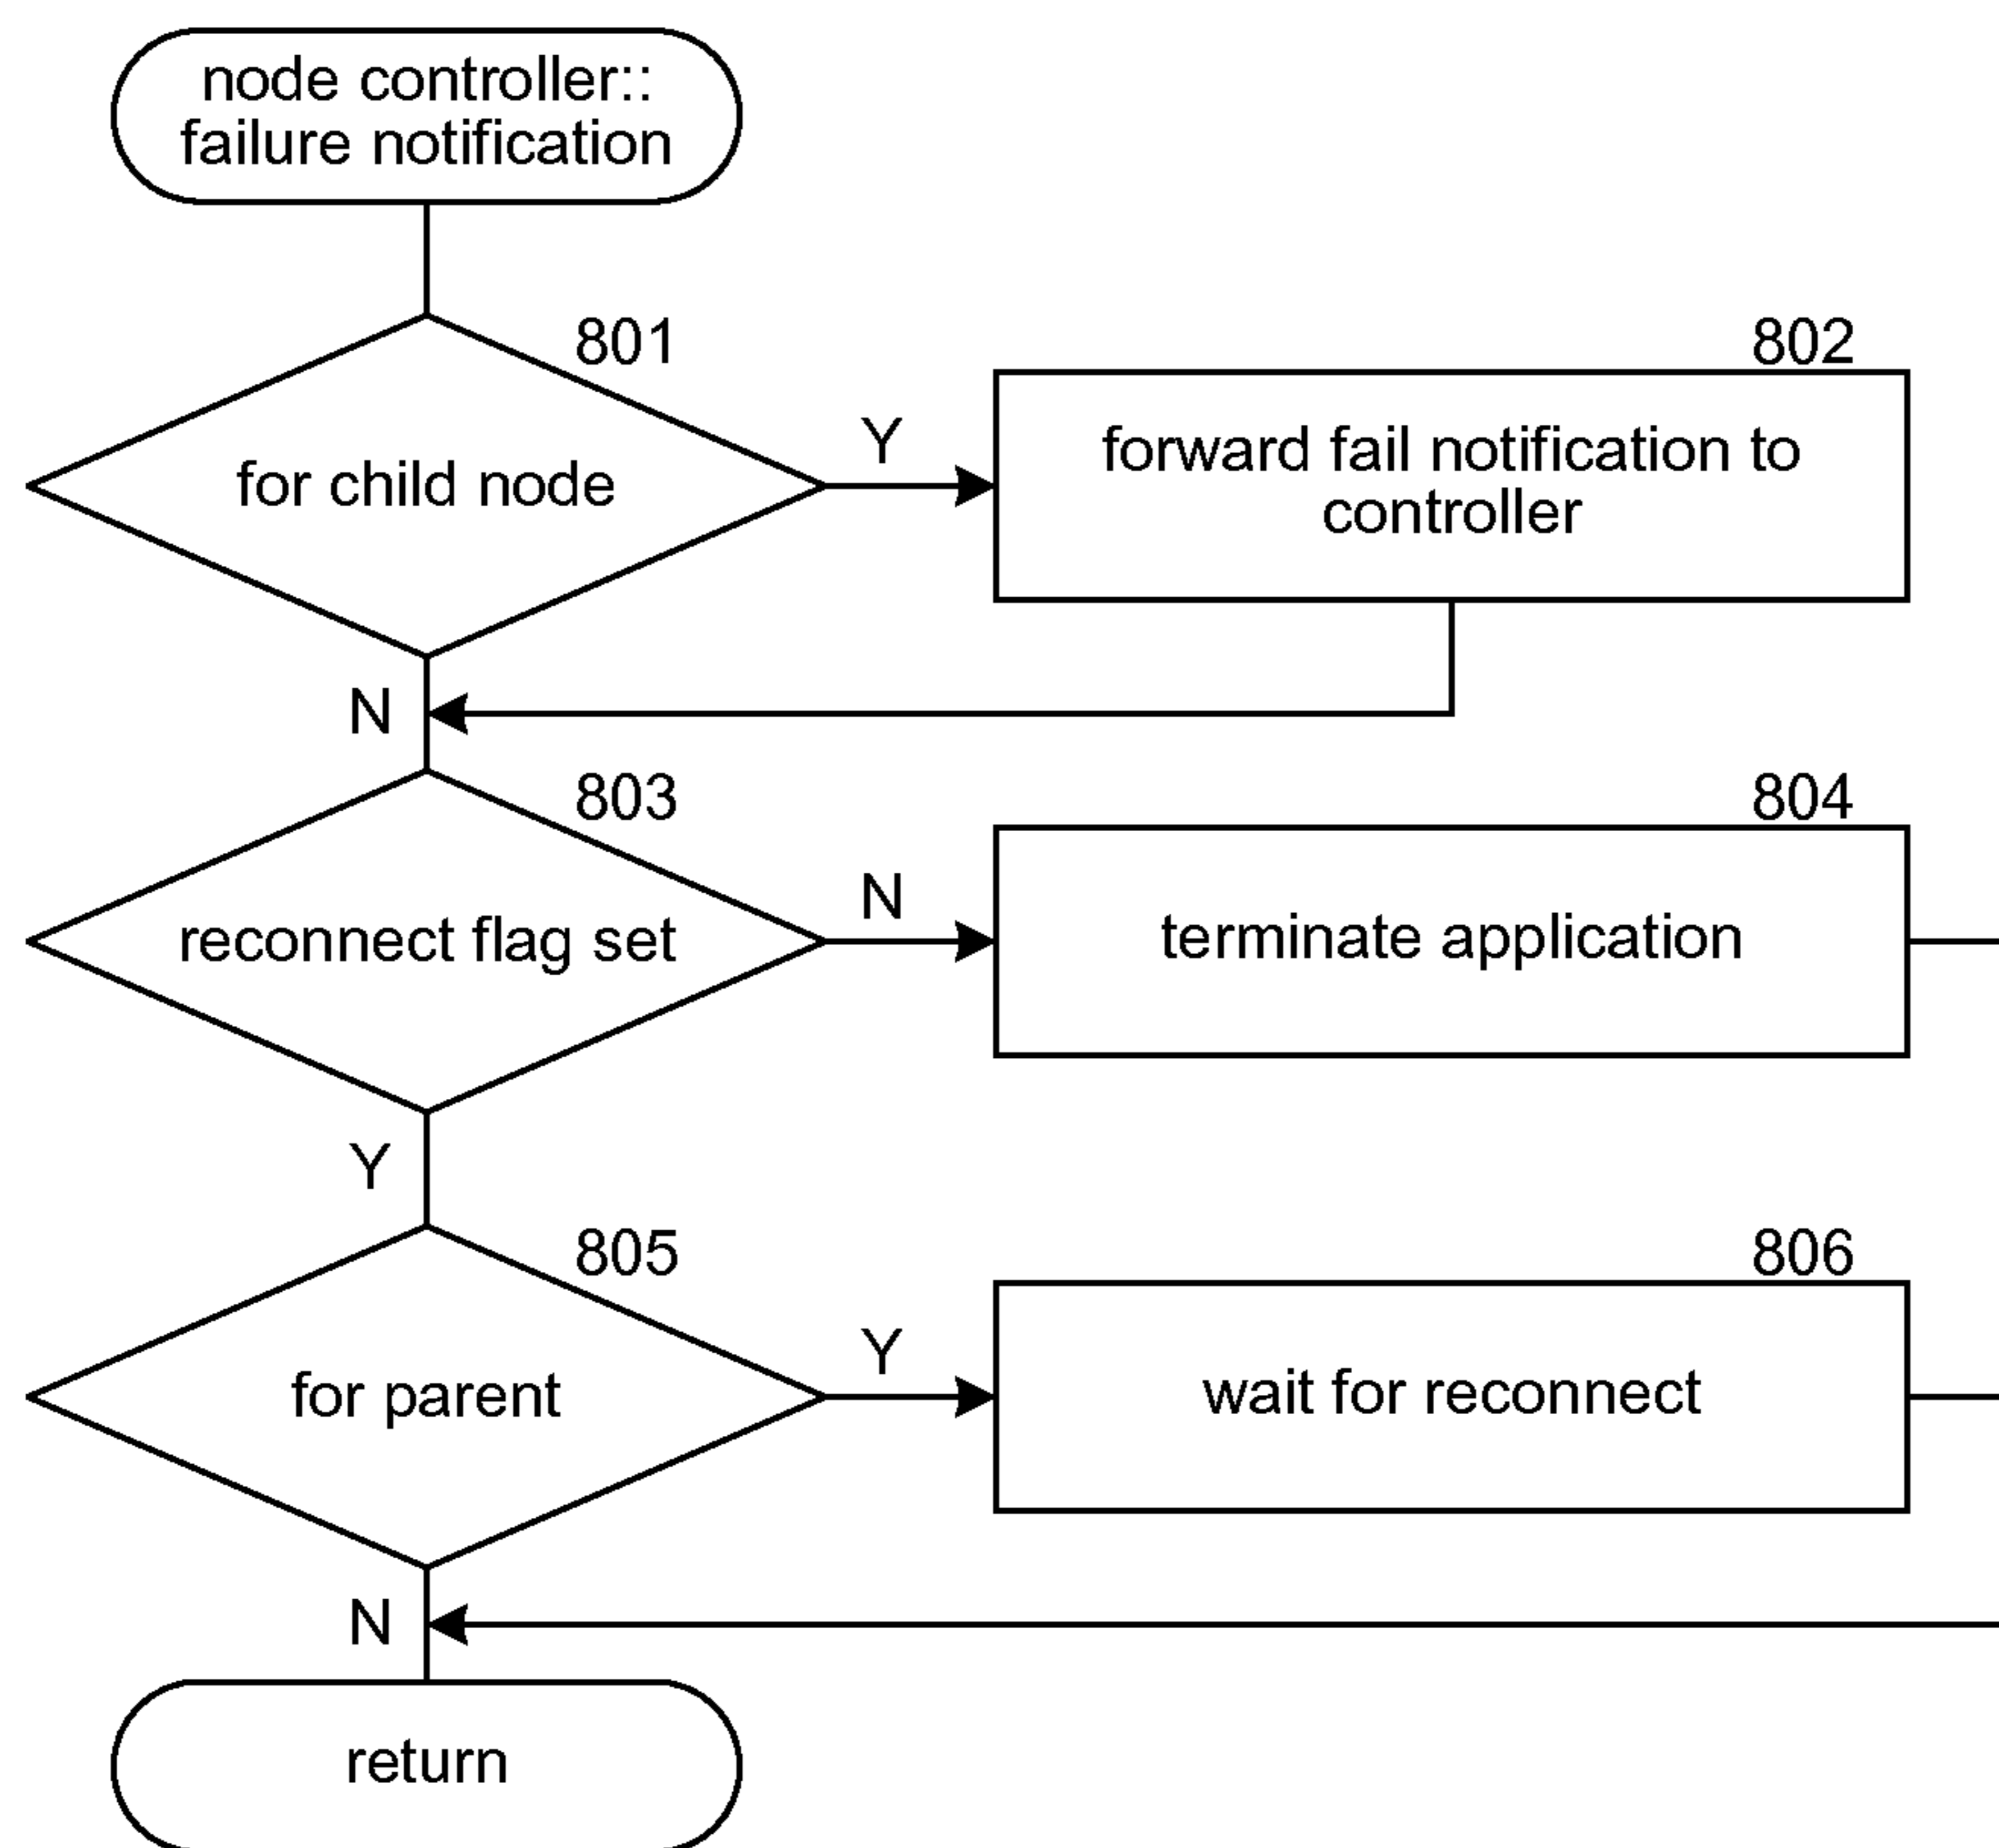 node controller::
failure notification
801
for child node
Y
802
forward fail notification to
controller
N
803
reconnect flag set
N
804
terminate application
Y
805
for parent
Y
806
wait for reconnect
N
return